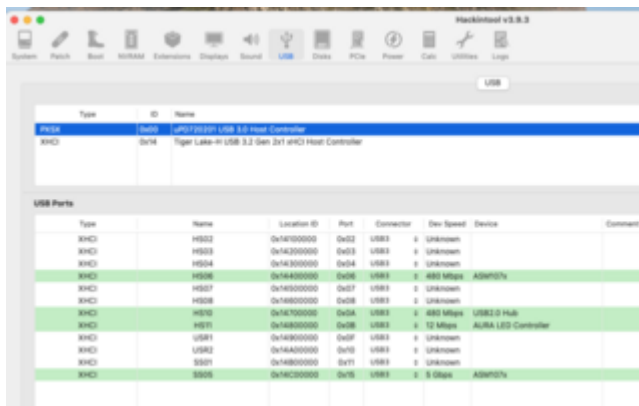 Hackintool v3.9.3
System Patch Boot NVRAM Extensions Displays Sound USB Disks PCIe Power Calc Utilities Logs
USB
Type ID Name
PXSX 0x00 uPD720201 USB 3.0 Host Controller
XHCI 0x14 Tiger Lake-H USB 3.2 Gen 2x1 xHCI Host Controller
USB Ports
Type Name Location ID Port Connector Dev Speed Device Comment
XHCI HS02 0x14100000 0x02 USB3 Unknown
XHCI HS03 0x14200000 0x03 USB3 Unknown
XHCI HS04 0x14300000 0x04 USB3 Unknown
XHCI HS06 0x14400000 0x06 USB3 480 Mbps ASM107x
XHCI HS07 0x14500000 0x07 USB3 Unknown
XHCI HS08 0x14600000 0x08 USB3 Unknown
XHCI HS10 0x14700000 0x0A USB3 480 Mbps USB2.0 Hub
XHCI HS11 0x14800000 0x0B USB3 12 Mbps AURA LED Controller
XHCI USR1 0x14900000 0x0F USB3 Unknown
XHCI USR2 0x14A00000 0x10 USB3 Unknown
XHCI SS01 0x14B00000 0x11 USB3 Unknown
XHCI SS05 0x14C00000 0x15 USB3 5 Gbps ASM107x